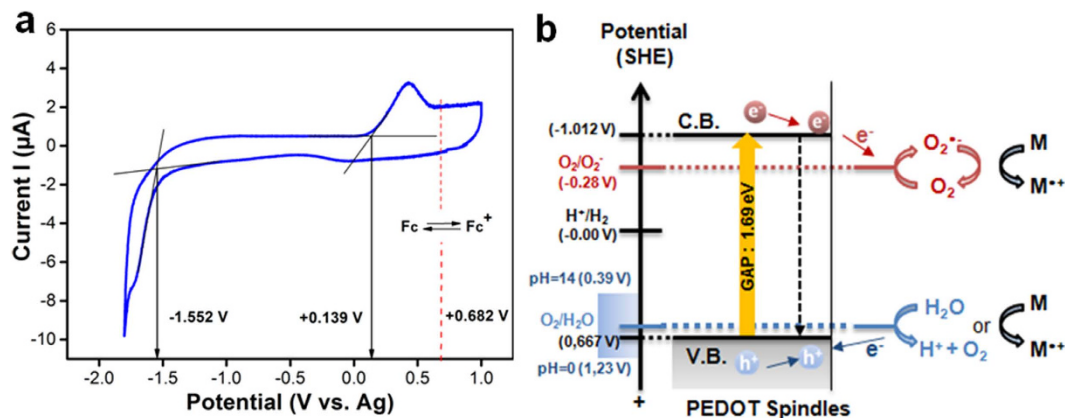 a
Current I (µA)
6
4
2
0
-2
-4
-6
-8
-10
Fc ⇌ Fc⁺
-1.552 V
+0.139 V
+0.682 V
-2.0 -1.5 -1.0 -0.5 0.0 0.5 1.0
Potential (V vs. Ag)
b
Potential
(SHE)
(-1.012 V)
C.B.
e⁻
e⁻
e⁻
O₂/O₂⁻
(-0.28 V)
O₂•⁻
O₂
M
M•⁺
H⁺/H₂
(-0.00 V)
GAP : 1.69 eV
pH=14 (0.39 V)
O₂/H₂O
(0,667 V)
pH=0 (1,23 V)
V.B.
h⁺
h⁺
e⁻
H₂O
H⁺ + O₂
or
M
M•⁺
+
PEDOT Spindles